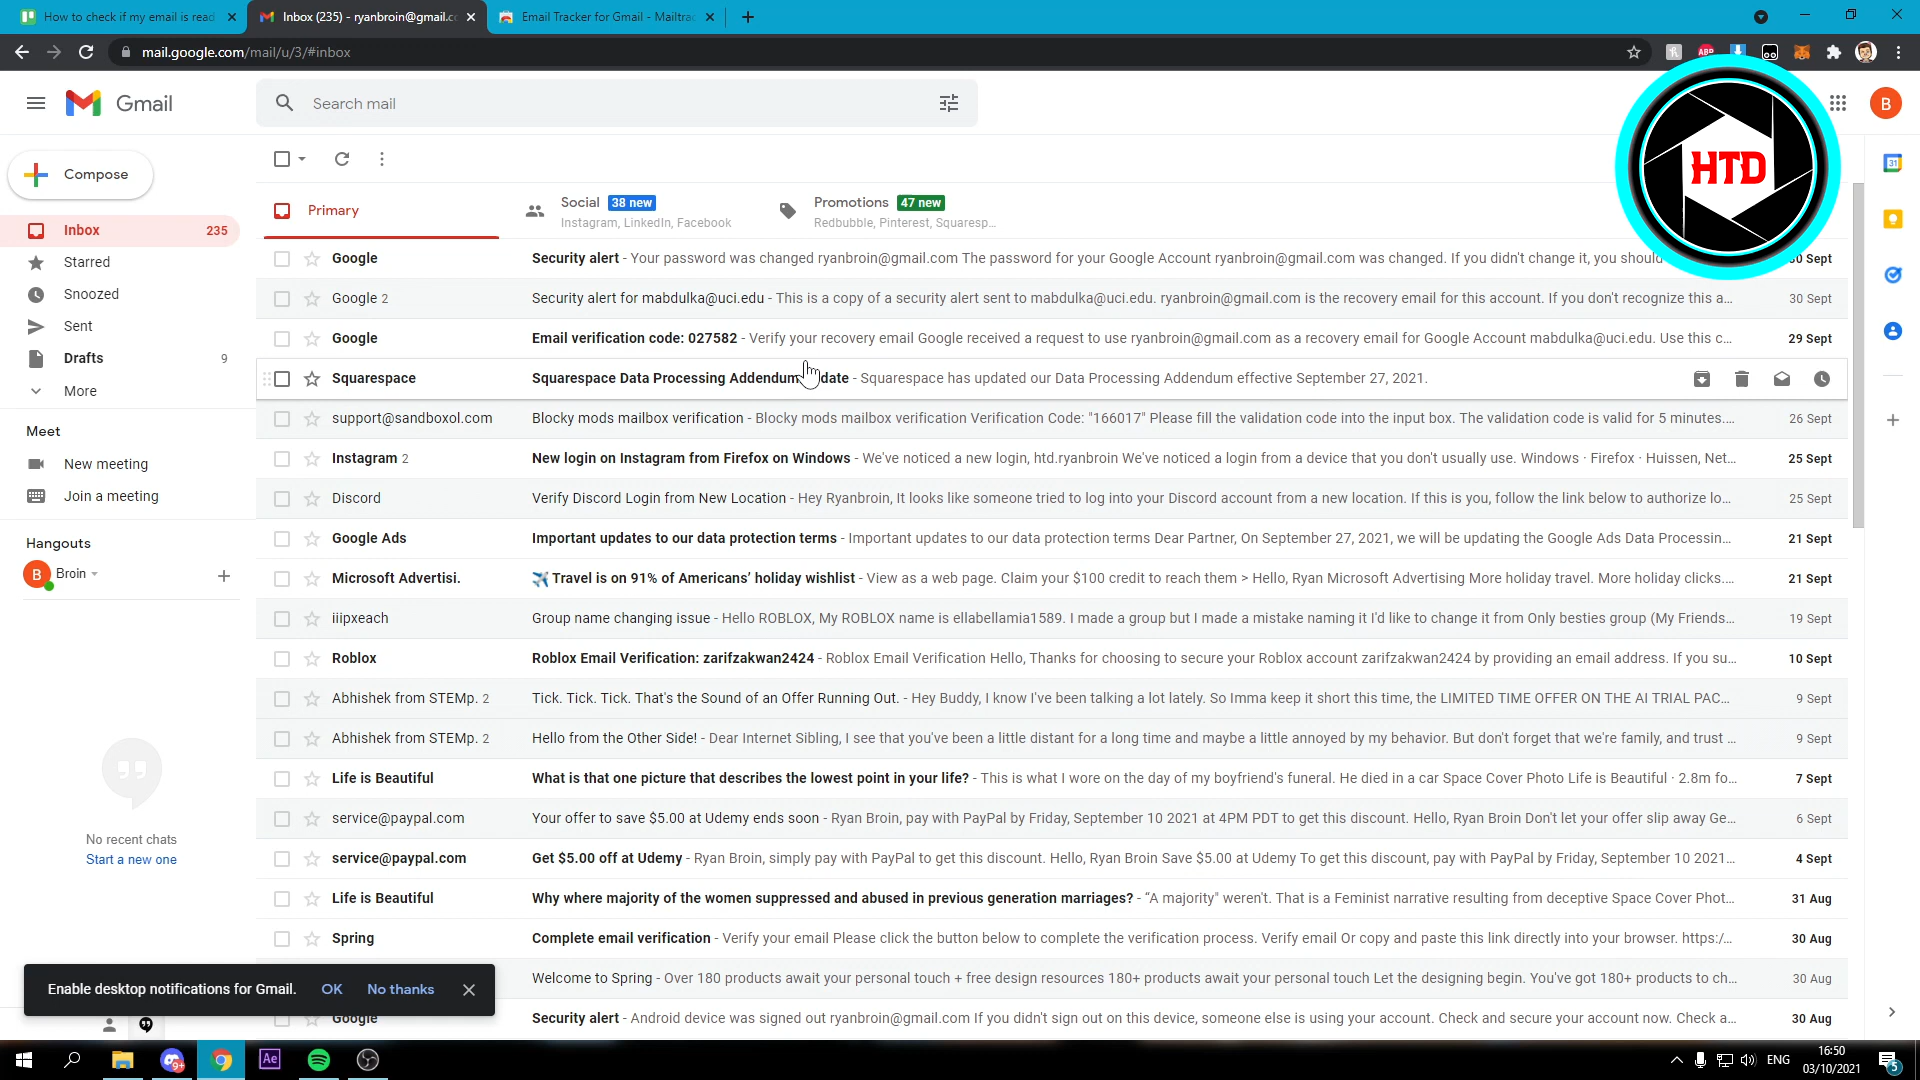 How to check if my email is read
Inbox (235) - ryanbroin@gmail.co
Email Tracker for Gmail - Mailtra
mail.google.com/mail/u/3/#inbox
ABP
Gmail
Search mail
B
HTD
31
Compose
Primary
Social 38 new
Instagram, LinkedIn, Facebook
Promotions 47 new
Redbubble, Pinterest, Squaresp...
Inbox 235
Starred
Snoozed
Sent
Drafts 9
More
Meet
New meeting
Join a meeting
Hangouts
B Broin
No recent chats
Start a new one
Google Security alert - Your password was changed ryanbroin@gmail.com The password for your Google Account ryanbroin@gmail.com was changed. If you didn't change it, you should 30 Sept
Google 2 Security alert for mabdulka@uci.edu - This is a copy of a security alert sent to mabdulka@uci.edu. ryanbroin@gmail.com is the recovery email for this account. If you don't recognize this a... 30 Sept
Google Email verification code: 027582 - Verify your recovery email Google received a request to use ryanbroin@gmail.com as a recovery email for Google Account mabdulka@uci.edu. Use this c... 29 Sept
Squarespace Squarespace Data Processing Addendum date - Squarespace has updated our Data Processing Addendum effective September 27, 2021.
support@sandboxol.com Blocky mods mailbox verification - Blocky mods mailbox verification Verification Code: "166017" Please fill the validation code into the input box. The validation code is valid for 5 minutes.... 26 Sept
Instagram 2 New login on Instagram from Firefox on Windows - We've noticed a new login, htd.ryanbroin We've noticed a login from a device that you don't usually use. Windows · Firefox · Huissen, Net... 25 Sept
Discord Verify Discord Login from New Location - Hey Ryanbroin, It looks like someone tried to log into your Discord account from a new location. If this is you, follow the link below to authorize lo... 25 Sept
Google Ads Important updates to our data protection terms - Important updates to our data protection terms Dear Partner, On September 27, 2021, we will be updating the Google Ads Data Processin... 21 Sept
Microsoft Advertisi. ✈️Travel is on 91% of Americans’ holiday wishlist - View as a web page. Claim your $100 credit to reach them > Hello, Ryan Microsoft Advertising More holiday travel. More holiday clicks.... 21 Sept
iiipxeach Group name changing issue - Hello ROBLOX, My ROBLOX name is ellabellamia1589. I made a group but I made a mistake naming it I'd like to change it from Only besties group (My Friends... 19 Sept
Roblox Roblox Email Verification: zarifzakwan2424 - Roblox Email Verification Hello, Thanks for choosing to secure your Roblox account zarifzakwan2424 by providing an email address. If you su... 10 Sept
Abhishek from STEMp. 2 Tick. Tick. Tick. That's the Sound of an Offer Running Out. - Hey Buddy, I know I've been talking a lot lately. So Imma keep it short this time, the LIMITED TIME OFFER ON THE AI TRIAL PAC... 9 Sept
Abhishek from STEMp. 2 Hello from the Other Side! - Dear Internet Sibling, I see that you've been a little distant for a long time and maybe a little annoyed by my behavior. But don't forget that we're family, and trust ... 9 Sept
Life is Beautiful What is that one picture that describes the lowest point in your life? - This is what I wore on the day of my boyfriend's funeral. He died in a car Space Cover Photo Life is Beautiful · 2.8m fo... 7 Sept
service@paypal.com Your offer to save $5.00 at Udemy ends soon - Ryan Broin, pay with PayPal by Friday, September 10 2021 at 4PM PDT to get this discount. Hello, Ryan Broin Don't let your offer slip away Ge... 6 Sept
service@paypal.com Get $5.00 off at Udemy - Ryan Broin, simply pay with PayPal to get this discount. Hello, Ryan Broin Save $5.00 at Udemy To get this discount, pay with PayPal by Friday, September 10 2021... 4 Sept
Life is Beautiful Why where majority of the women suppressed and abused in previous generation marriages? - “A majority" weren't. That is a Feminist narrative resulting from deceptive Space Cover Phot... 31 Aug
Spring Complete email verification - Verify your email Please click the button below to complete the verification process. Verify email Or copy and paste this link directly into your browser. https:/... 30 Aug
Welcome to Spring - Over 180 products await your personal touch + free design resources 180+ products await your personal touch Let the designing begin. You've got 180+ products to ch... 30 Aug
Google Security alert - Android device was signed out ryanbroin@gmail.com If you didn't sign out on this device, someone else is using your account. Check and secure your account now. Check a... 30 Aug
Enable desktop notifications for Gmail. OK No thanks
9+
Ae
ENG
16:50
03/10/2021
5